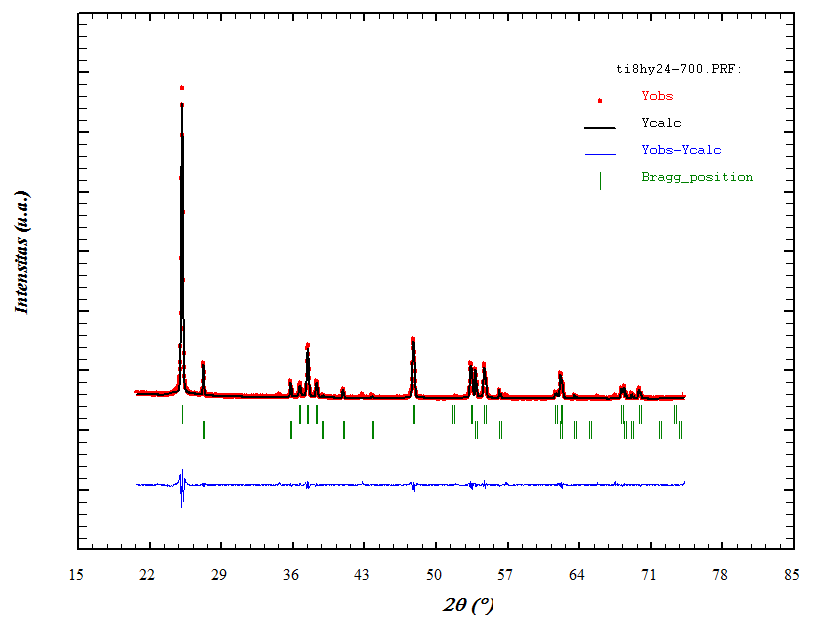 ti8hy24-700.PRF:
Yobs
Ycalc
Yobs-Ycalc
Bragg_position
Intensitas (u.a.)
15 22 29 36 43 50 57 64 71 78 85
2θ (°)